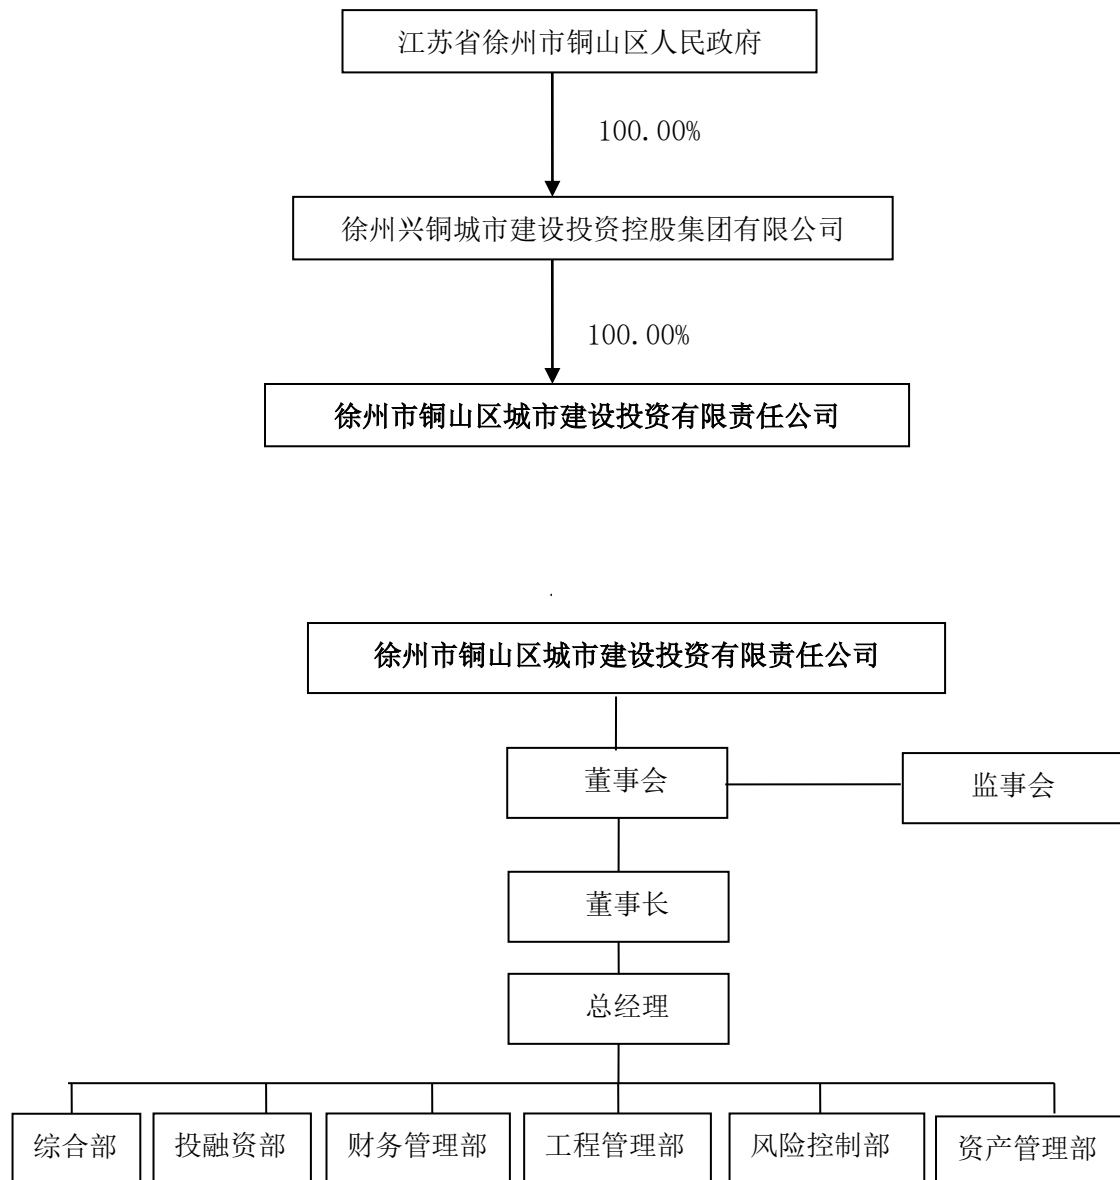 江苏省徐州市铜山区人民政府
100.00%
徐州兴铜城市建设投资控股集团有限公司
100.00%
徐州市铜山区城市建设投资有限责任公司
徐州市铜山区城市建设投资有限责任公司
董事会
监事会
董事长
总经理
综合部
投融资部
财务管理部
工程管理部
风险控制部
资产管理部